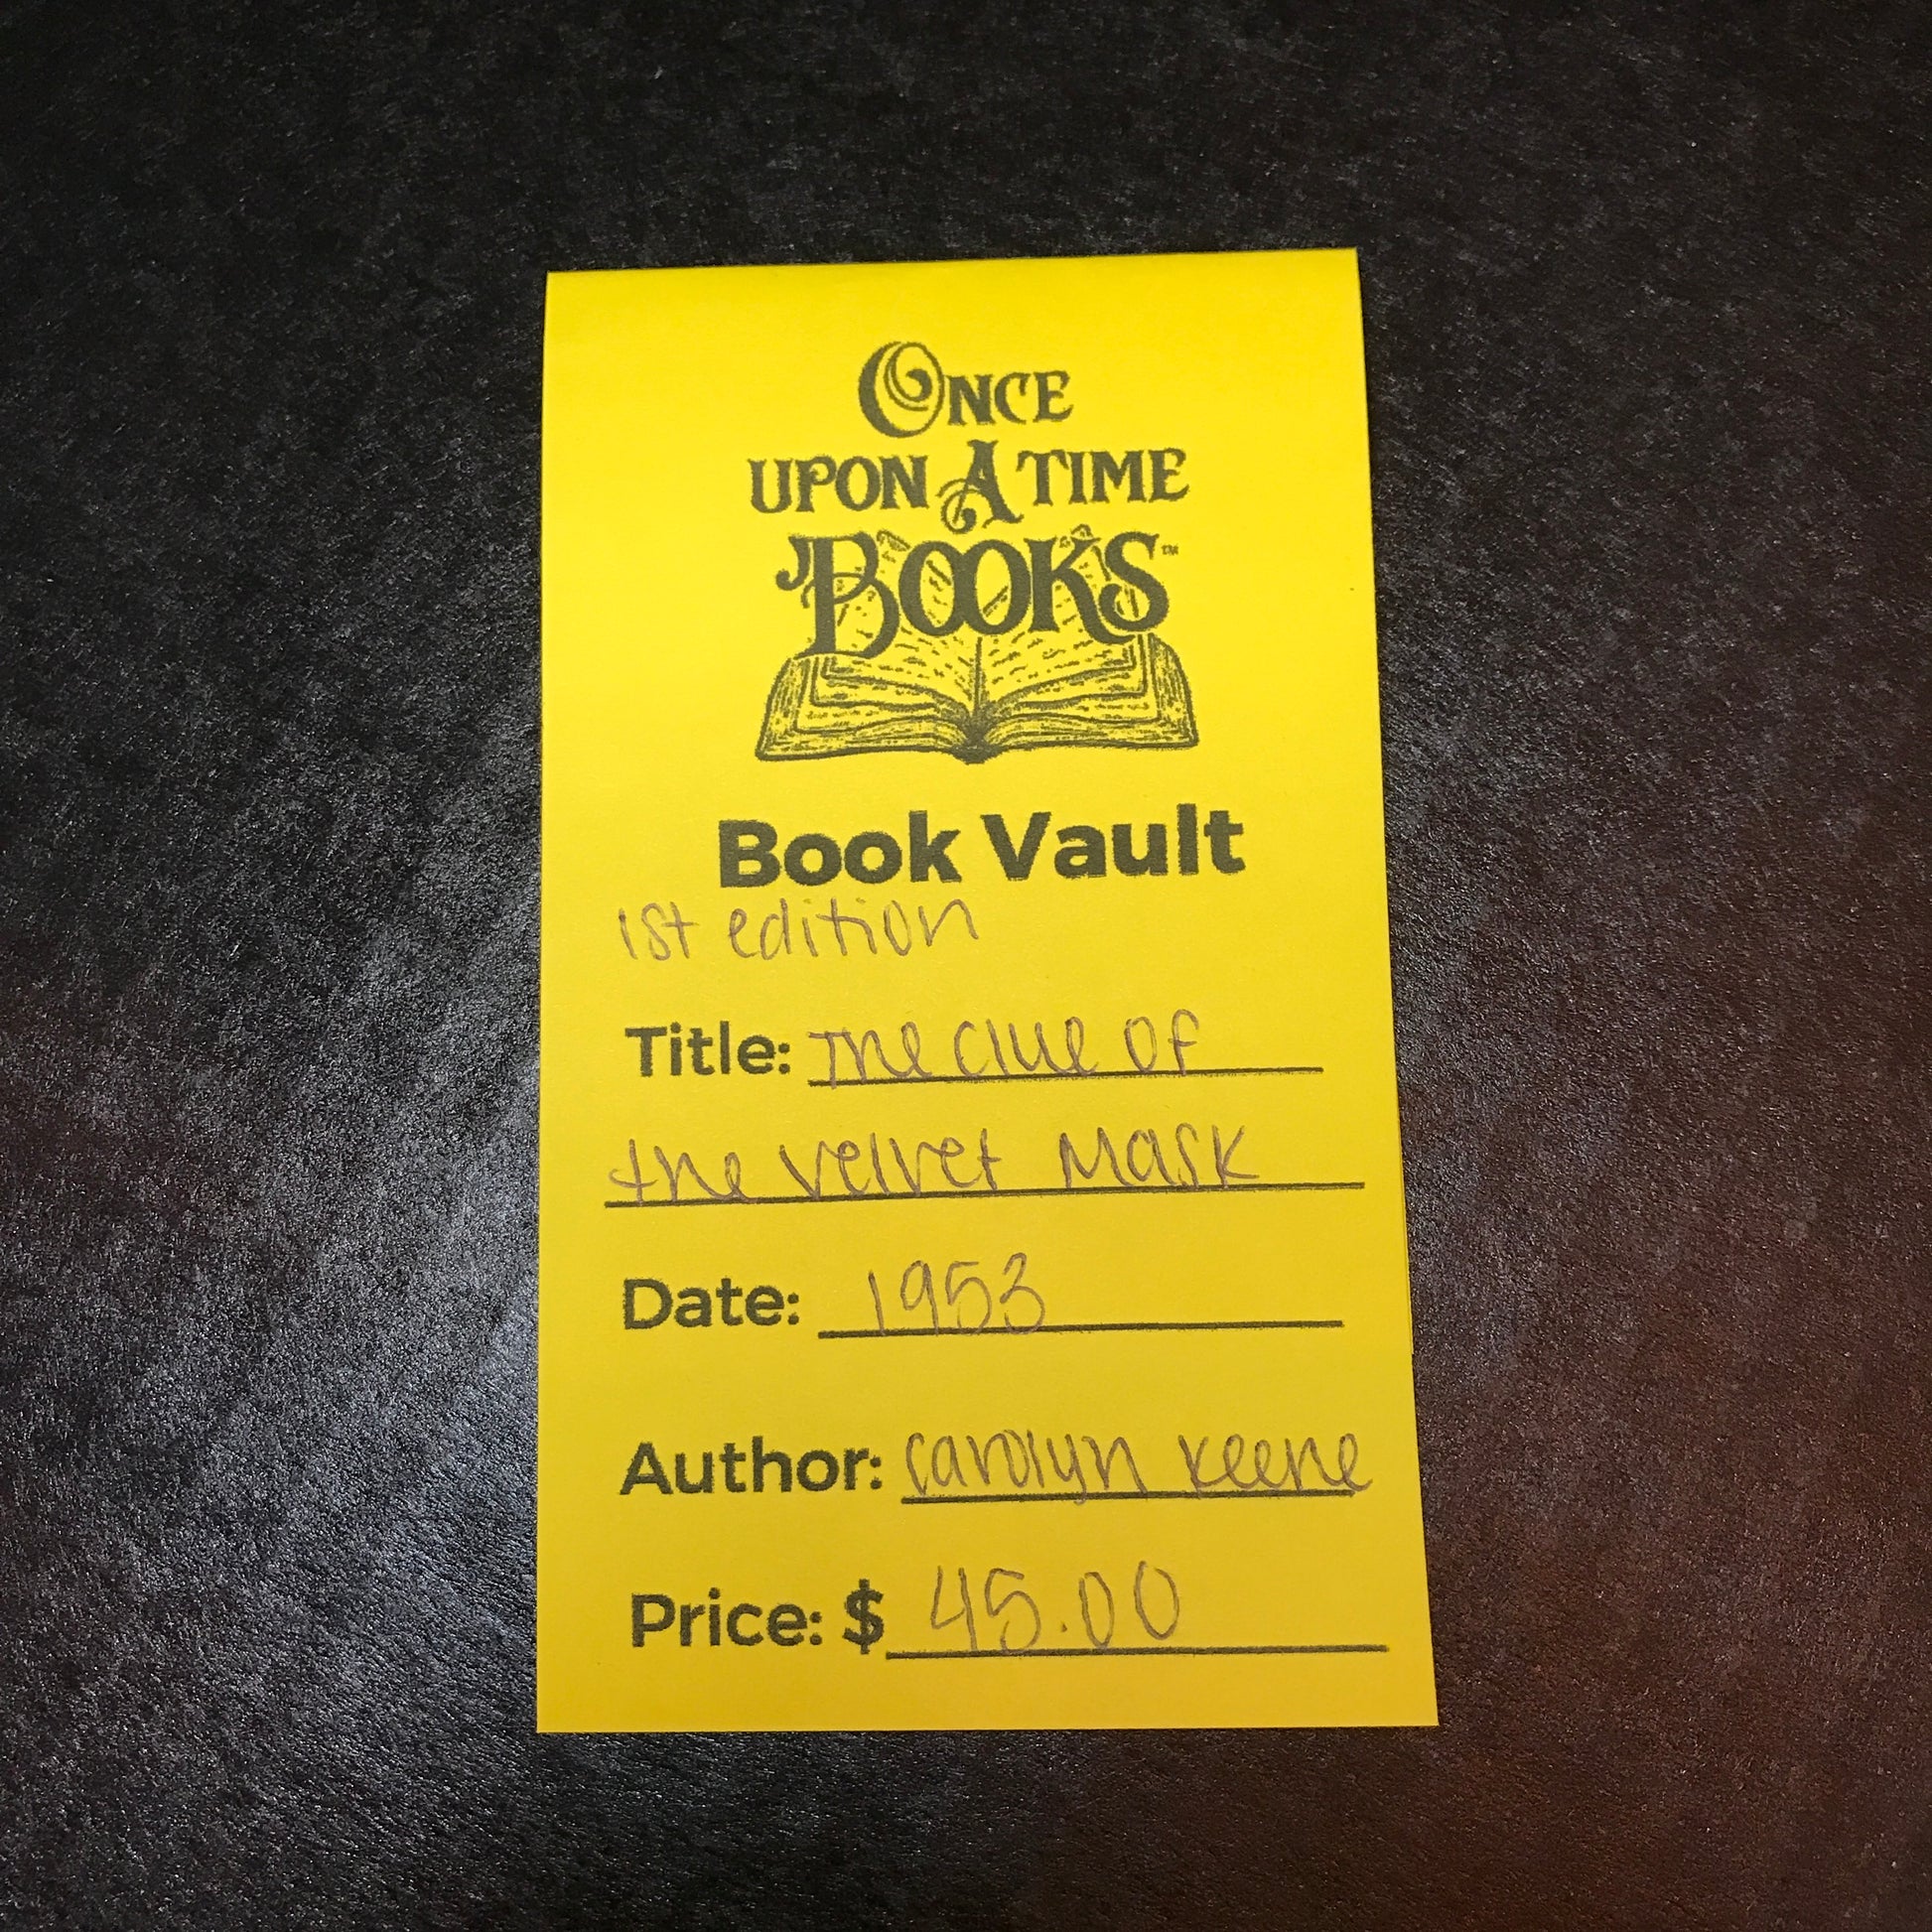 ONCE
UPON A TIME
BOOKS™
Book Vault
1st edition
Title: The Clue of
the Velvet Mask
Date: 1953
Author: Carolyn Keene
Price: $ 45.00